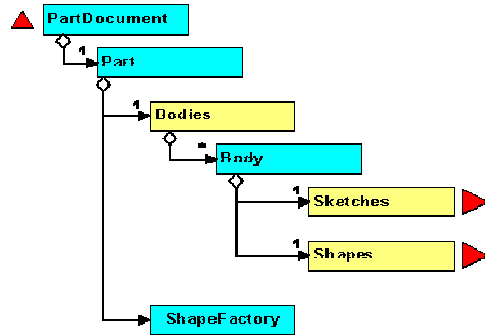 PartDocument
1
Part
1
Bodies
*
Body
1
Sketches
1
Shapes
ShapeFactory